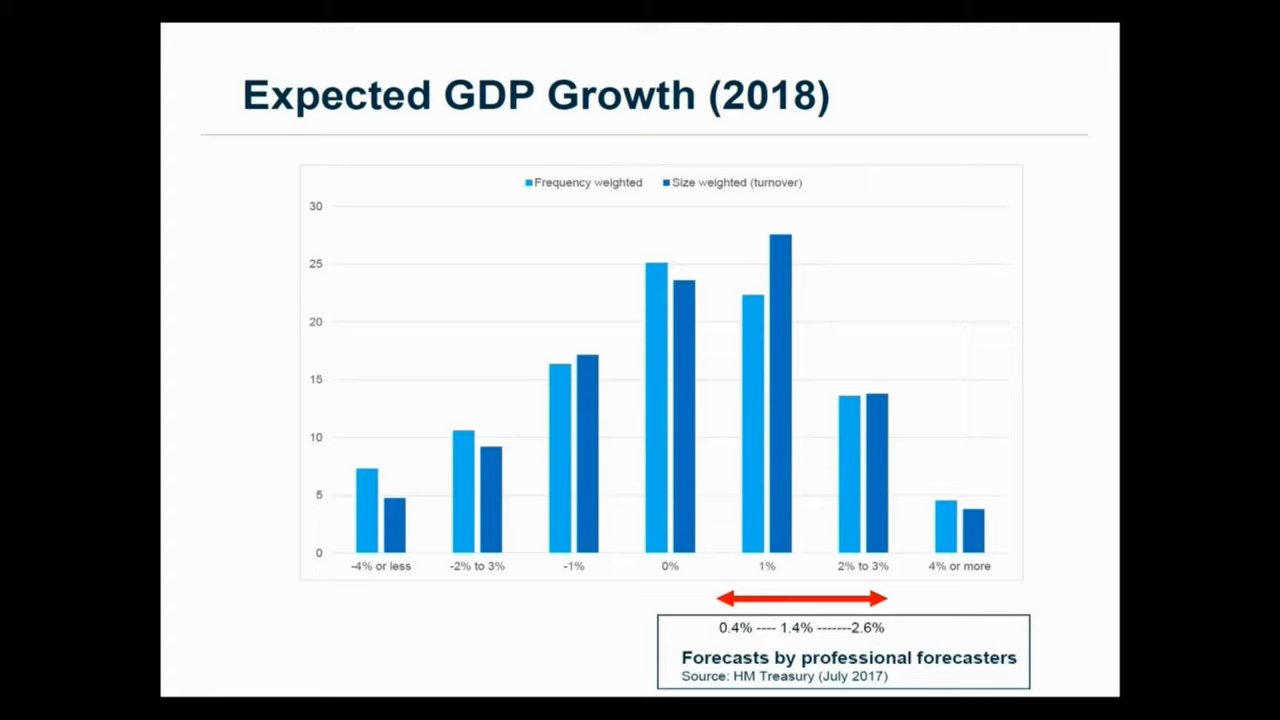 Expected GDP Growth (2018)
Frequency weighted Size weighted (turnover)
30
25
20
15
10
5
0
-4% or less -2% to 3% -1% 0% 1% 2% to 3% 4% or more
0.4% ---- 1.4% -------2.6%
Forecasts by professional forecasters
Source: HM Treasury (July 2017)